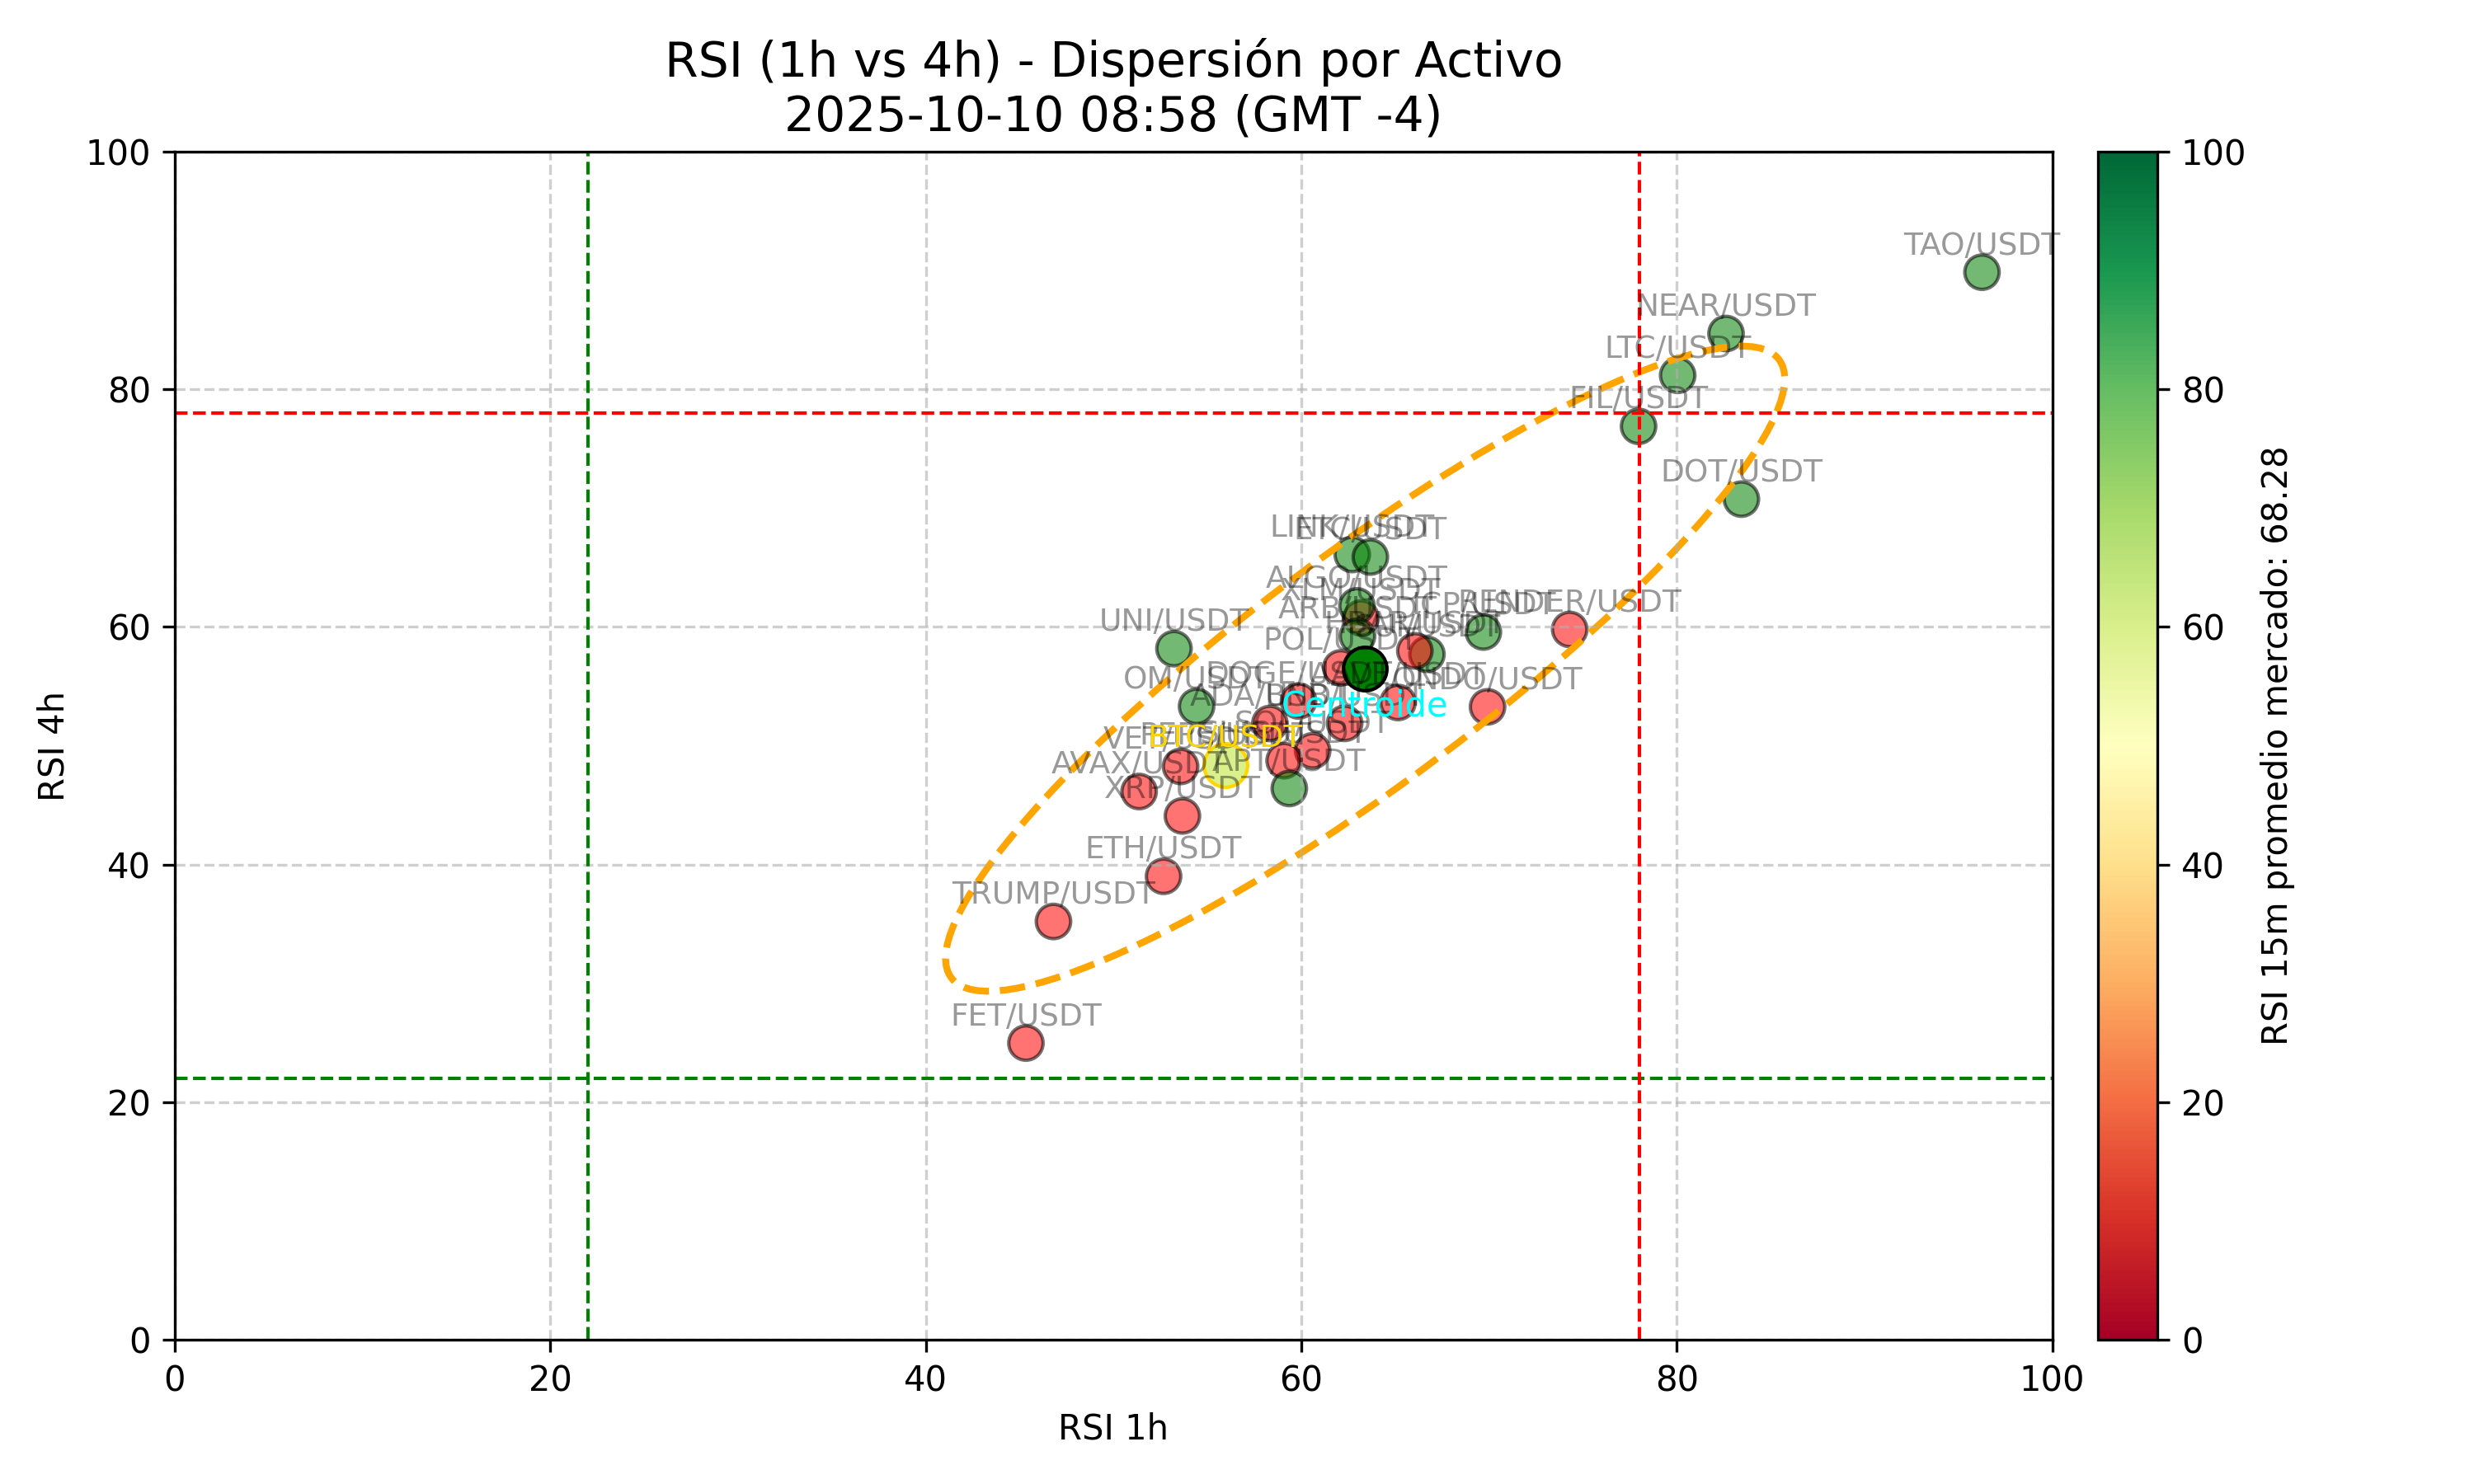 RSI (1h vs 4h) - Dispersión por Activo
2025-10-10 08:58 (GMT -4)
100
80
60
40
20
0
RSI 4h
0
20
40
60
80
100
RSI 1h
TAO/USDT
NEAR/USDT
LTC/USDT
FIL/USDT
DOT/USDT
LINK/USDT
ETC/USDT
ALGO/USDT
XLM/USDT
RENDER/USDT
UNI/USDT
POL/USDT
OM/USDT
Centroide
BTC/USDT
AVAX/USDT
APT/USDT
XRP/USDT
ETH/USDT
TRUMP/USDT
FET/USDT
100
80
60
40
20
0
RSI 15m promedio mercado: 68.28